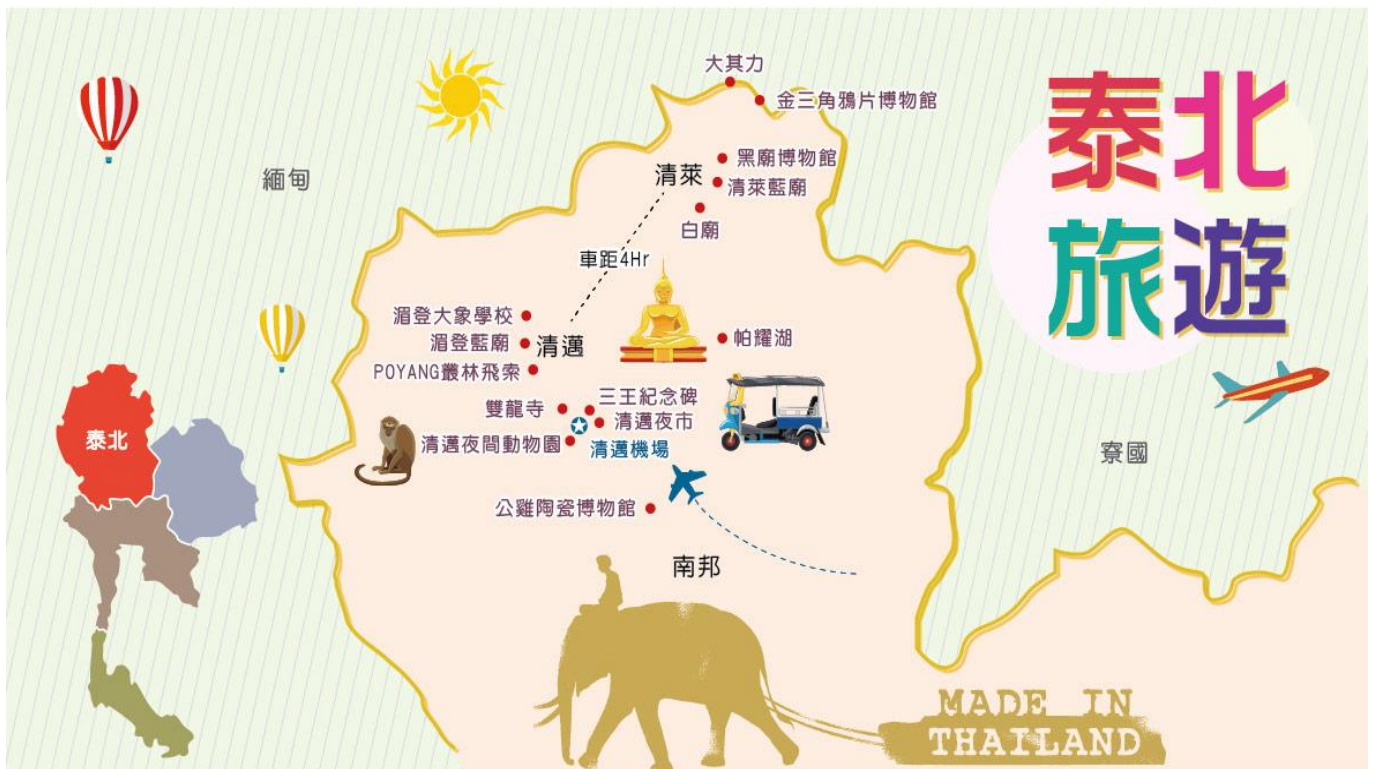 泰北
旅遊
大其力
金三角鴉片博物館
緬甸
清萊
黑廟博物館
清萊藍廟
白廟
車距4Hr
湄登大象學校
湄登藍廟
清邁
POYANG叢林飛索
帕耀湖
雙龍寺
三王紀念碑
清邁夜市
清邁夜間動物園
清邁機場
泰北
寮國
公雞陶瓷博物館
南邦
MADE IN
THAILAND